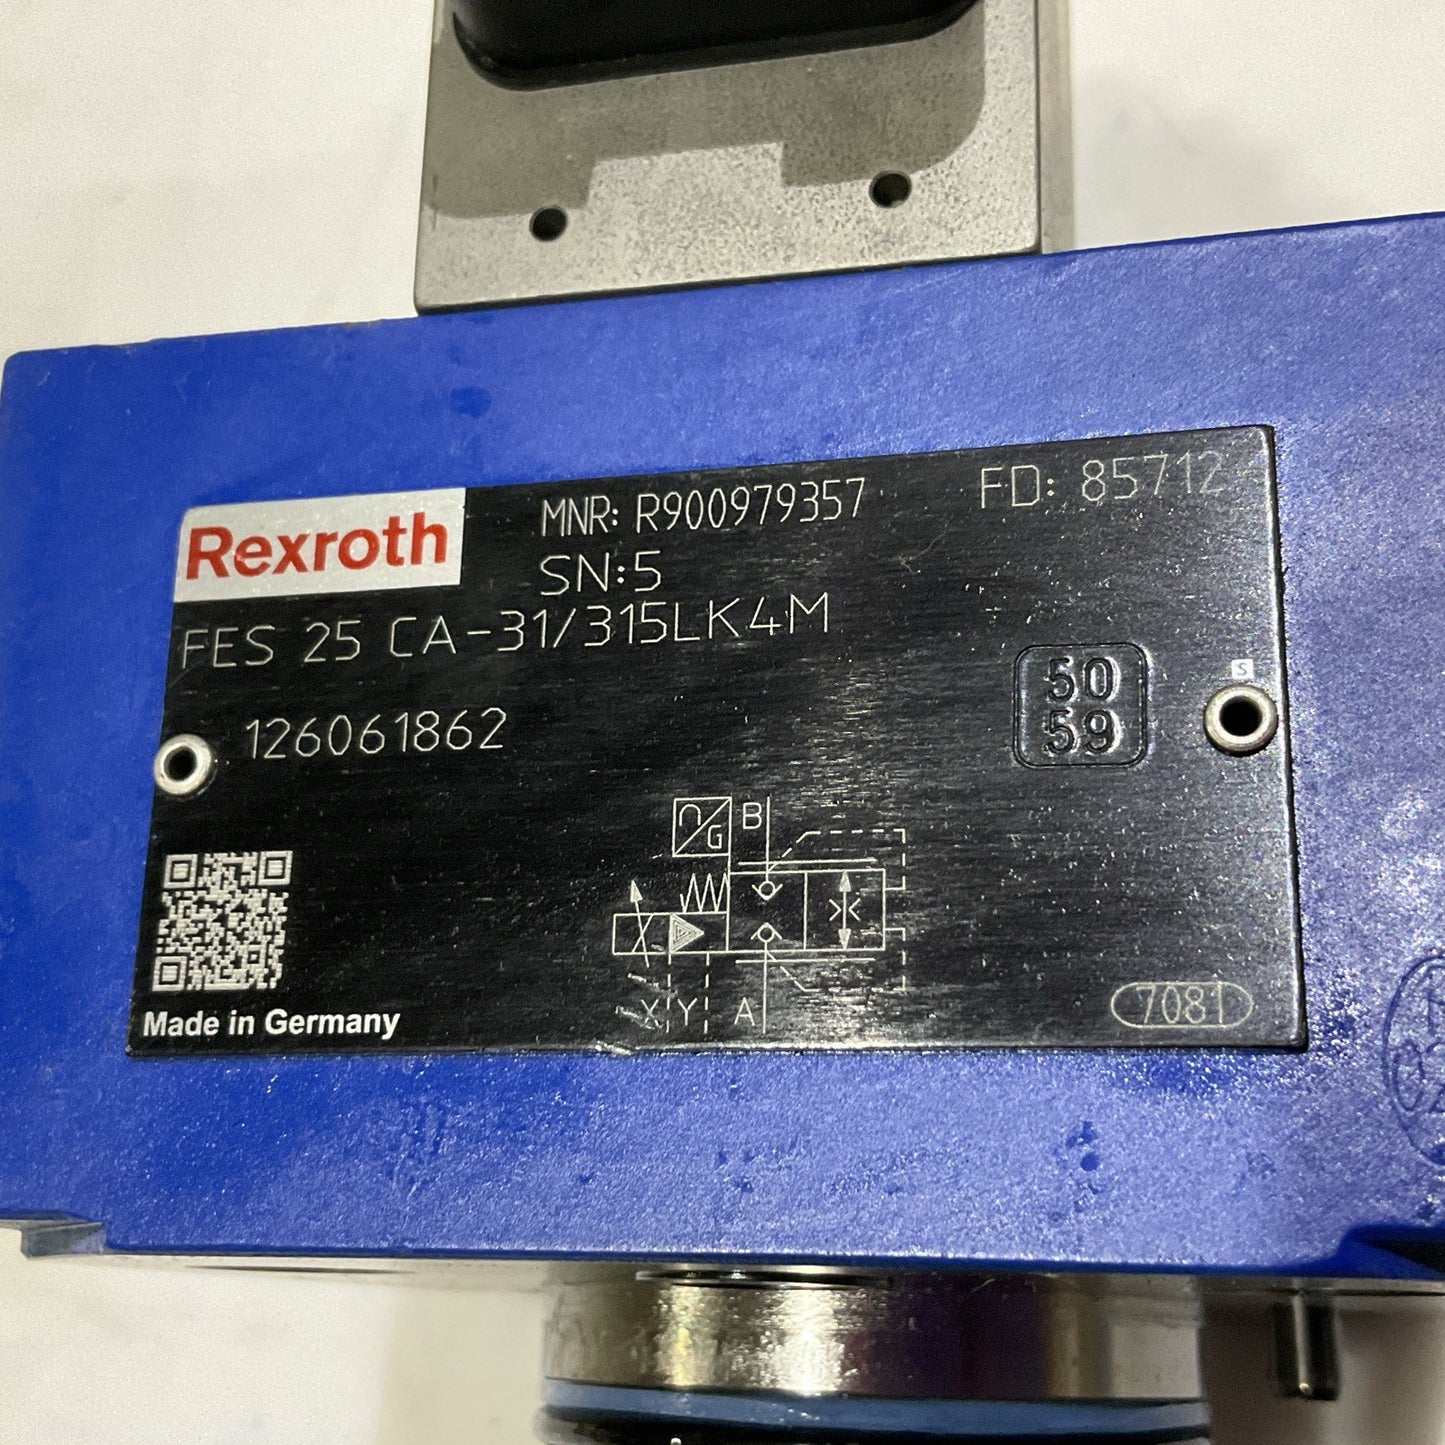 Rexroth
MNR: R900979357
FD: 85712
SN:5
FES 25 CA-31/315LK4M
126061862
50
59
S
G
B
X Y A
Made in Germany
7081